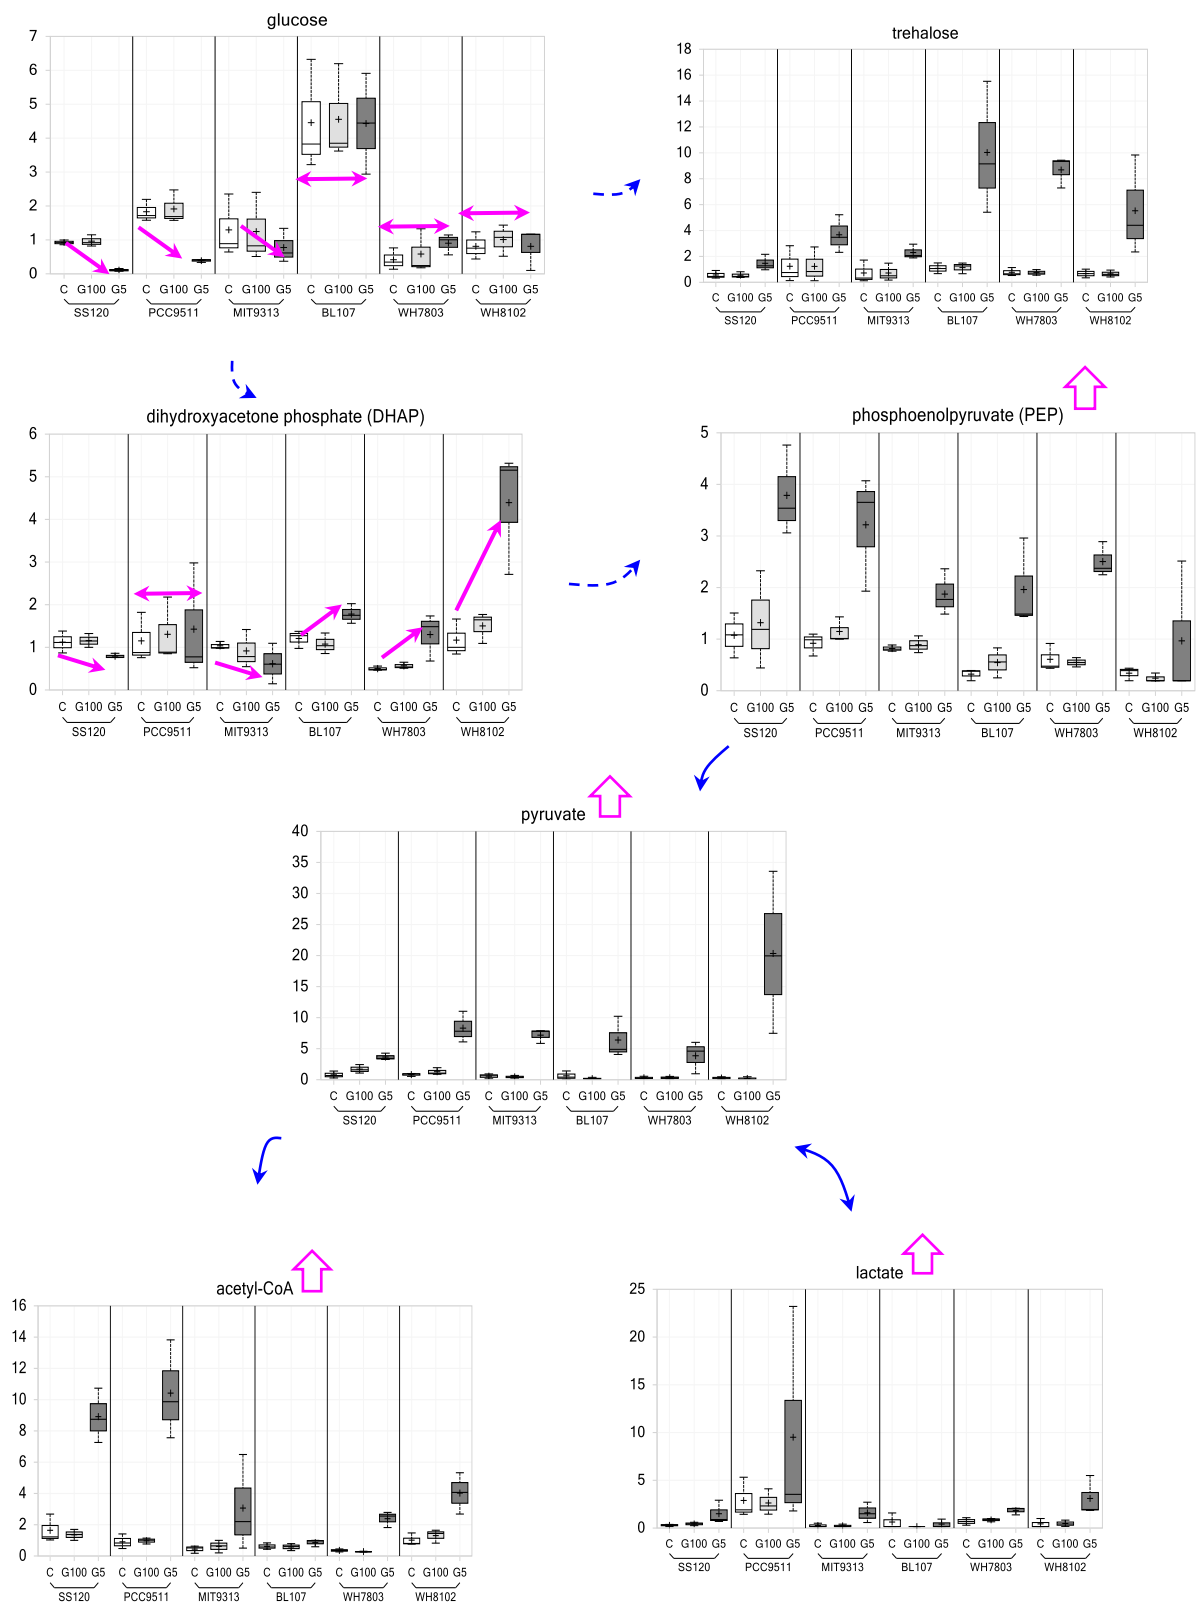 glucose
7
6
5
4
3
2
1
0
C G100 G5 C G100 G5 C G100 G5 C G100 G5 C G100 G5 C G100 G5
SS120 PCC9511 MIT9313 BL107 WH7803 WH8102
trehalose
18
16
14
12
10
8
6
4
2
0
C G100 G5 C G100 G5 C G100 G5 C G100 G5 C G100 G5 C G100 G5
SS120 PCC9511 MIT9313 BL107 WH7803 WH8102
dihydroxyacetone phosphate (DHAP)
6
5
4
3
2
1
0
C G100 G5 C G100 G5 C G100 G5 C G100 G5 C G100 G5 C G100 G5
SS120 PCC9511 MIT9313 BL107 WH7803 WH8102
phosphoenolpyruvate (PEP)
5
4
3
2
1
0
C G100 G5 C G100 G5 C G100 G5 C G100 G5 C G100 G5 C G100 G5
SS120 PCC9511 MIT9313 BL107 WH7803 WH8102
pyruvate
40
35
30
25
20
15
10
5
0
C G100 G5 C G100 G5 C G100 G5 C G100 G5 C G100 G5 C G100 G5
SS120 PCC9511 MIT9313 BL107 WH7803 WH8102
acetyl-CoA
16
14
12
10
8
6
4
2
0
C G100 G5 C G100 G5 C G100 G5 C G100 G5 C G100 G5 C G100 G5
SS120 PCC9511 MIT9313 BL107 WH7803 WH8102
lactate
25
20
15
10
5
0
C G100 G5 C G100 G5 C G100 G5 C G100 G5 C G100 G5 C G100 G5
SS120 PCC9511 MIT9313 BL107 WH7803 WH8102